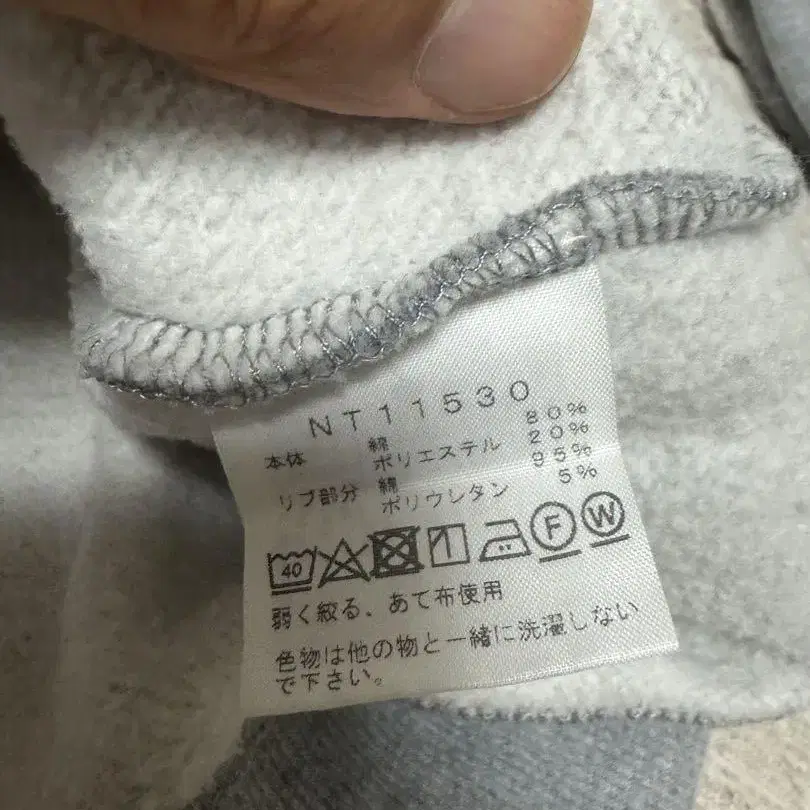 NT11530
本体 綿 80%
ポリエステル 20%
リブ部分 綿 95%
ポリウレタン 5%
40 F W
弱く絞る、あて布使用
色物は他の物と一緒に洗濯しない
で下さい。